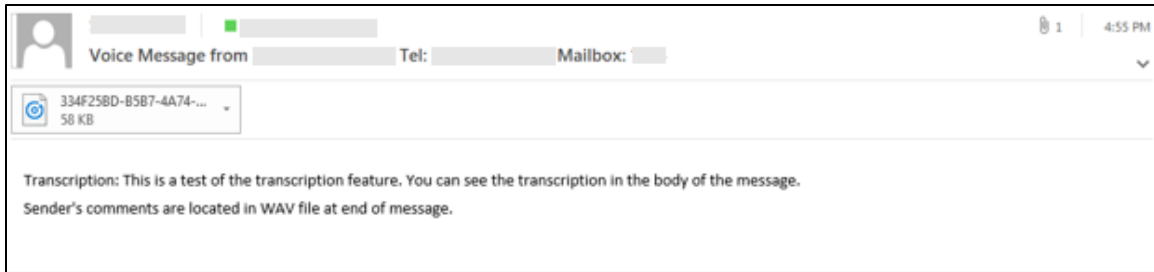 1 4:55 PM
Voice Message from Tel: Mailbox:
334F25BD-B5B7-4A74-...
58 KB
Transcription: This is a test of the transcription feature. You can see the transcription in the body of the message.
Sender's comments are located in WAV file at end of message.